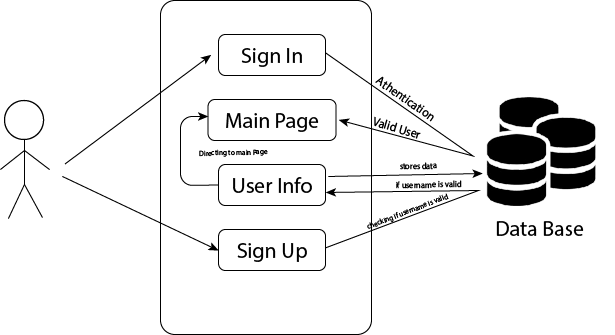 Sign In
Athentication
Main Page
Valid User
Directing to main Page
stores data
User Info
If username is valid
checking if username is valid
Sign Up
Data Base